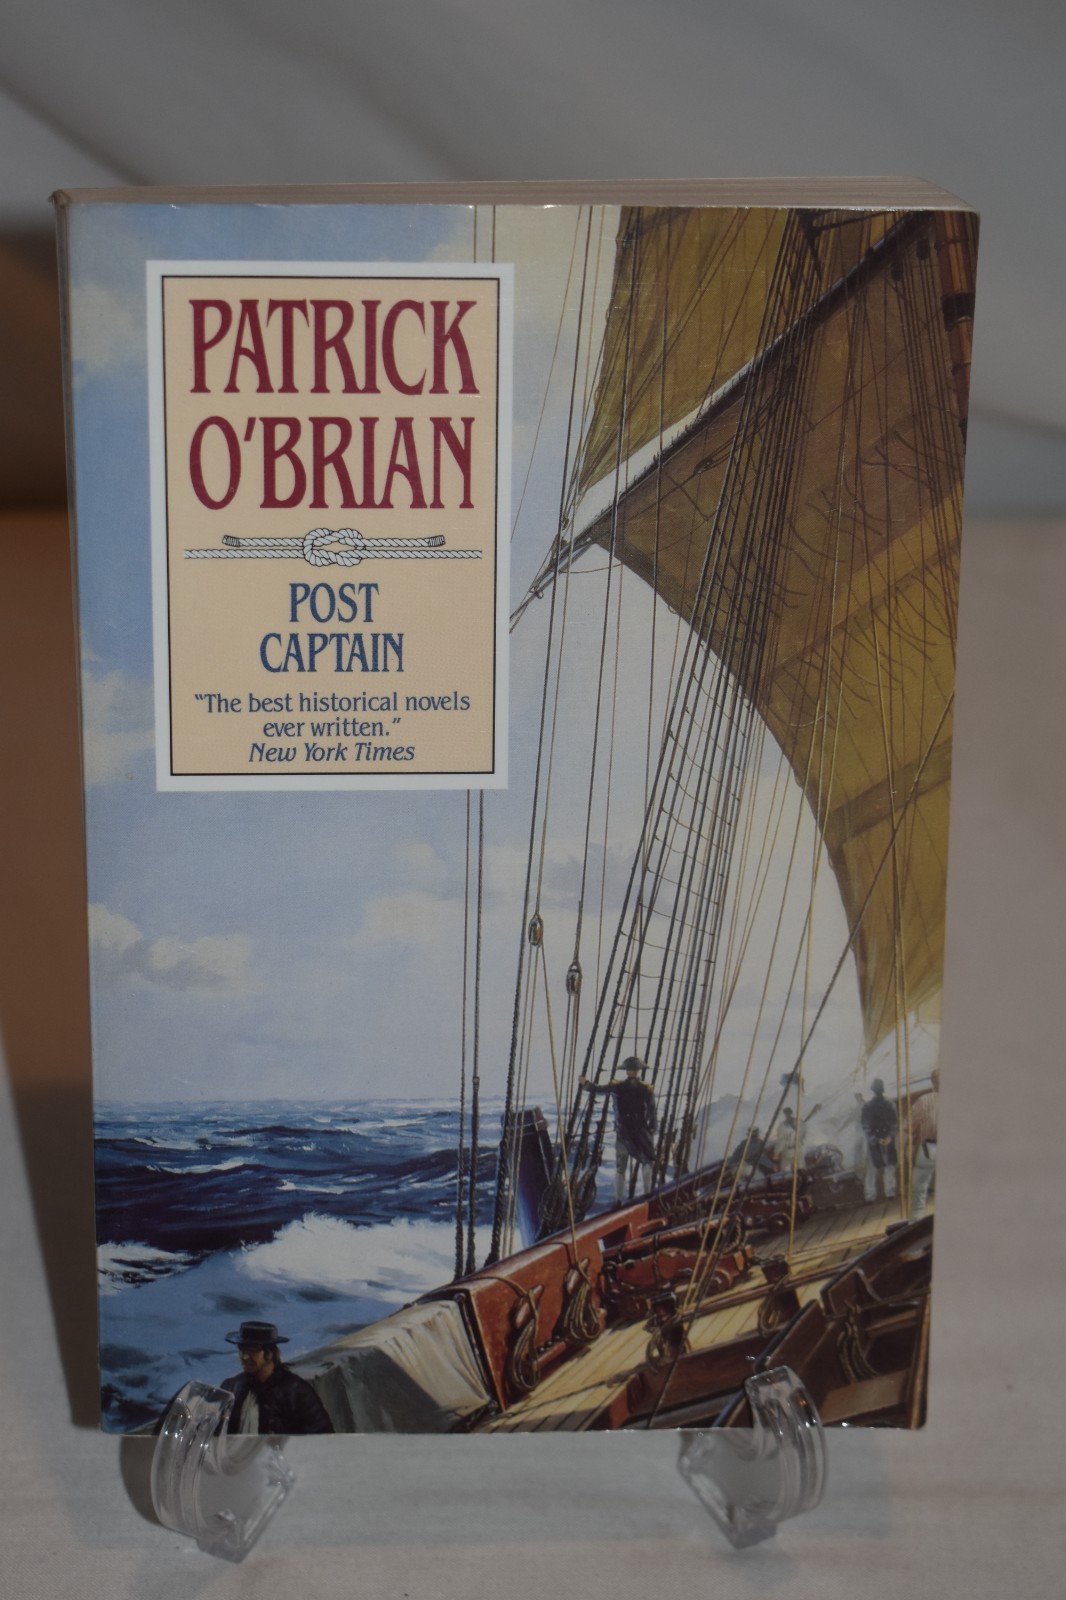 PATRICK
O'BRIAN
POST
CAPTAIN
"The best historical novels
ever written."
New York Times